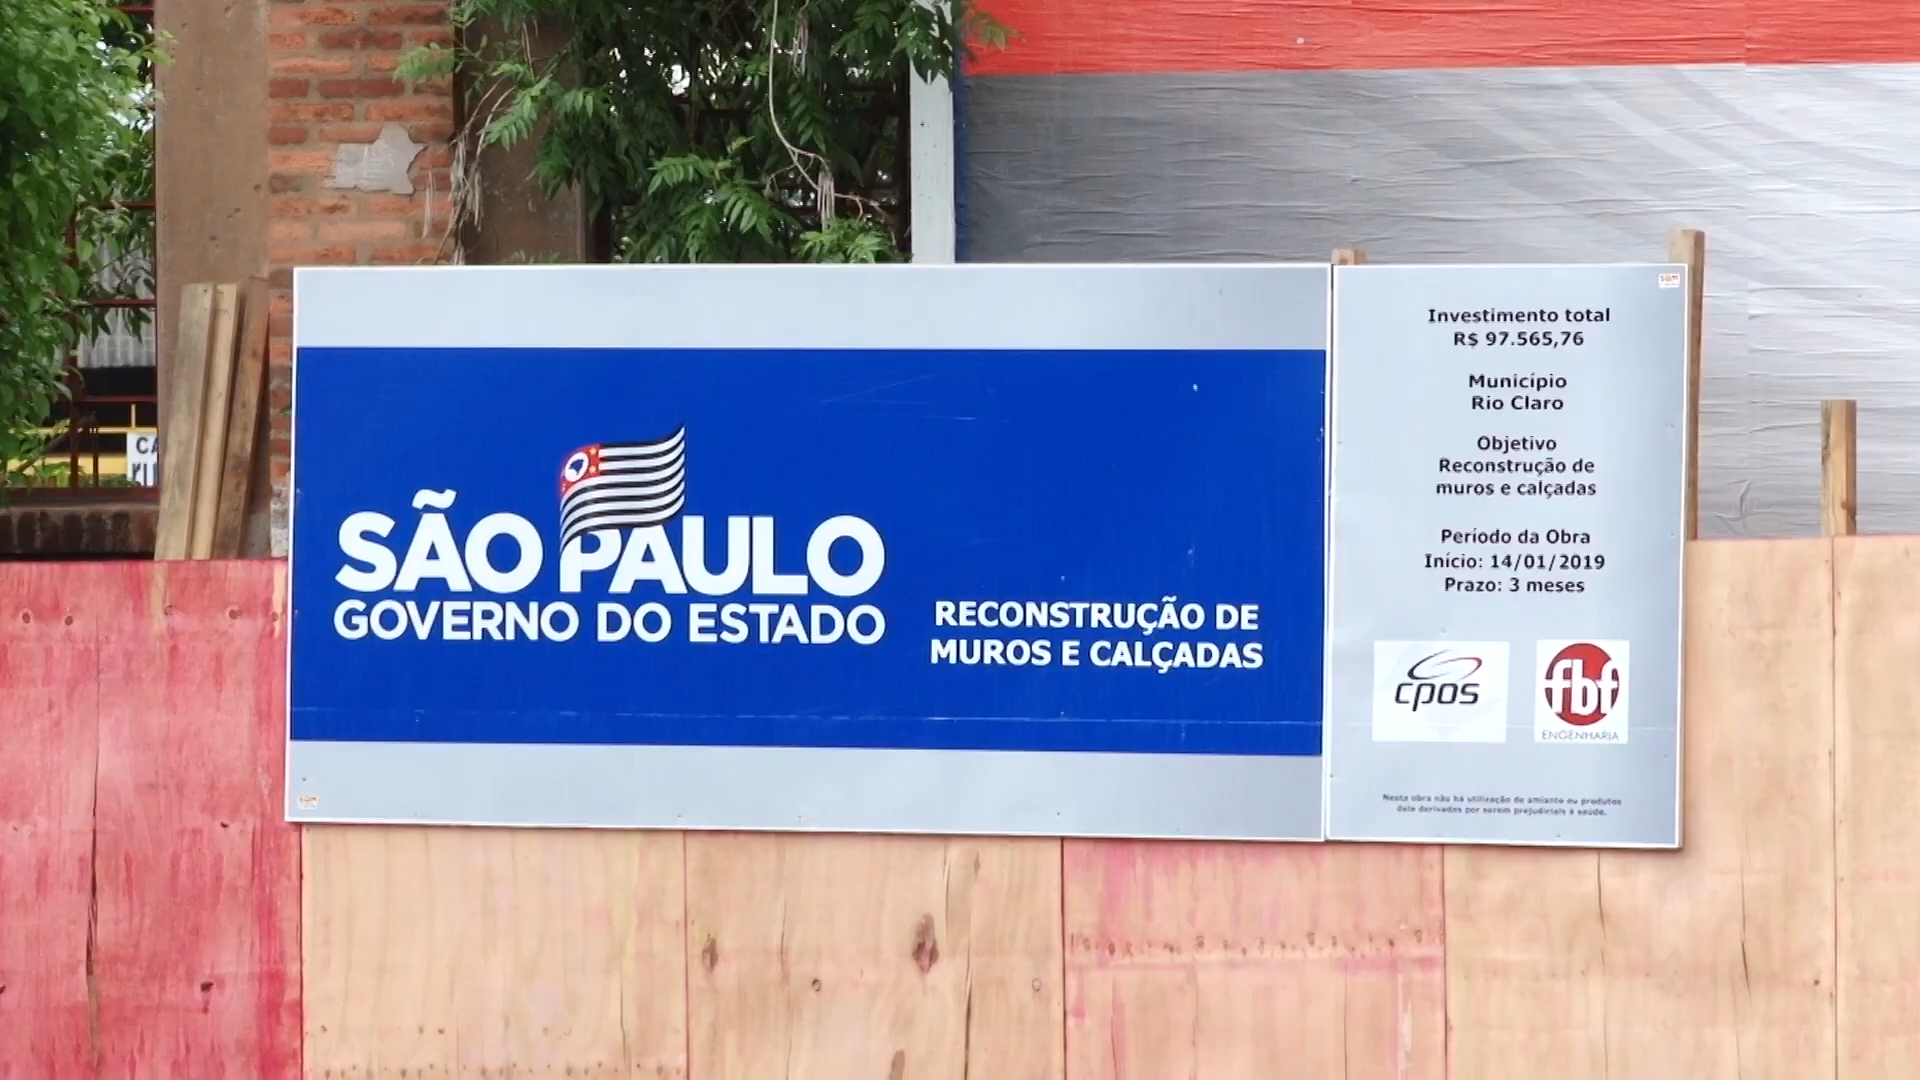 SÃO PAULO
GOVERNO DO ESTADO
RECONSTRUÇÃO DE
MUROS E CALÇADAS
Investimento total
R$ 97.565,76
Município
Rio Claro
Objetivo
Reconstrução de
muros e calçadas
Período da Obra
Início: 14/01/2019
Prazo: 3 meses
cpos
fbf
ENGENHARIA
Nesta obra não há utilização de amianto ou produtos
dele derivados por serem prejudiciais à saúde.
CA